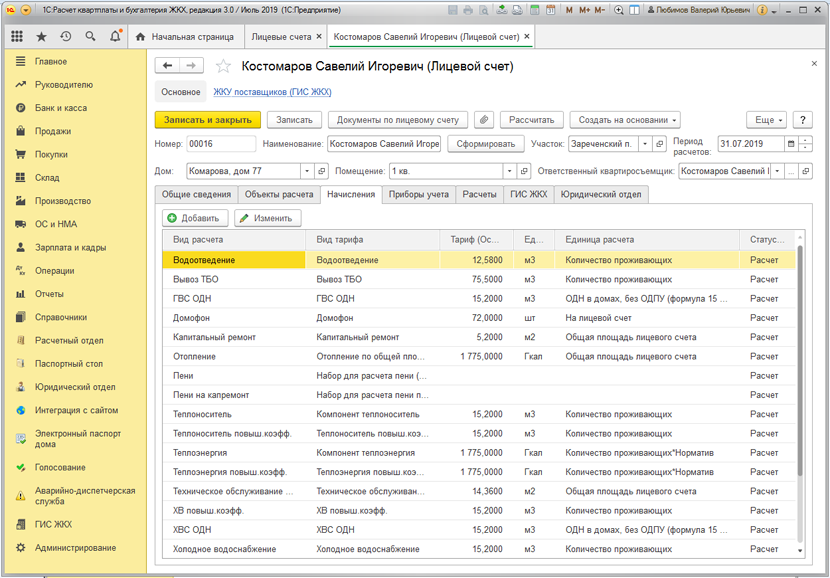 1С:Расчет квартплаты и бухгалтерия ЖКХ, редакция 3.0 / Июль 2019 (1С:Предприятие)
M M+ M-
Любимов Валерий Юрьевич
Начальная страница
Лицевые счета ×
Костомаров Савелий Игоревич (Лицевой счет) ×
Главное
Руководителю
Банк и касса
Продажи
Покупки
Склад
Производство
ОС и НМА
Зарплата и кадры
Операции
Отчеты
Справочники
Расчетный отдел
Паспортный стол
Юридический отдел
Интеграция с сайтом
Электронный паспорт
дома
Голосование
Аварийно-диспетчерская
служба
ГИС ЖКХ
Администрирование
Костомаров Савелий Игоревич (Лицевой счет)
Основное ЖКУ поставщиков (ГИС ЖКХ)
Записать и закрыть Записать Документы по лицевому счету Рассчитать Создать на основании Еще ?
Номер: 00016 Наименование: Костомаров Савелий Игоре Сформировать Участок: Зареченский п. Период расчетов: 31.07.2019
Дом: Комарова, дом 77 Помещение: 1 кв. Ответственный квартиросъемщик: Костомаров Савелий
Общие сведения Объекты расчета Начисления Приборы учета Расчеты ГИС ЖКХ Юридический отдел
Добавить Изменить
Вид расчета Вид тарифа Тариф (Ос... Ед... Единица расчета Статус...
Водоотведение Водоотведение 12,5800 м3 Количество проживающих Расчет
Вывоз ТБО Вывоз ТБО 75,5000 м3 Количество проживающих Расчет
ГВС ОДН ГВС ОДН 15,2000 м3 ОДН в домах, без ОДПУ (формула 15 ... Расчет
Домофон Домофон 72,0000 шт На лицевой счет Расчет
Капитальный ремонт Капитальный ремонт 5,2000 м2 Общая площадь лицевого счета Расчет
Отопление Отопление по общей пло... 1 775,0000 Гкал Общая площадь лицевого счета Расчет
Пени Набор для расчета пени (... Расчет
Пени на капремонт Набор для расчета пени п... Расчет
Теплоноситель Компонент теплоноситель 15,2000 м3 Количество проживающих Расчет
Теплоноситель повыш.коэфф. Теплоноситель повыш.коэ... 15,2000 м3 Количество проживающих Расчет
Теплоэнергия Компонент теплоэнергия 1 775,0000 Гкал Количество проживающих*Норматив Расчет
Теплоэнергия повыш.коэфф. Теплоэнергия повыш.коэ... 1 775,0000 Гкал Количество проживающих*Норматив Расчет
Техническое обслуживание ... Техническое обслуживан... 14,3600 м2 Общая площадь лицевого счета Расчет
ХВ повыш.коэфф. ХВ повыш.коэфф. 15,2000 м3 Количество проживающих Расчет
ХВС ОДН ХВС ОДН 15,2000 м3 ОДН в домах, без ОДПУ (формула 15 ... Расчет
Холодное водоснабжение Холодное водоснабжение 15,2000 м3 Количество проживающих Расчет